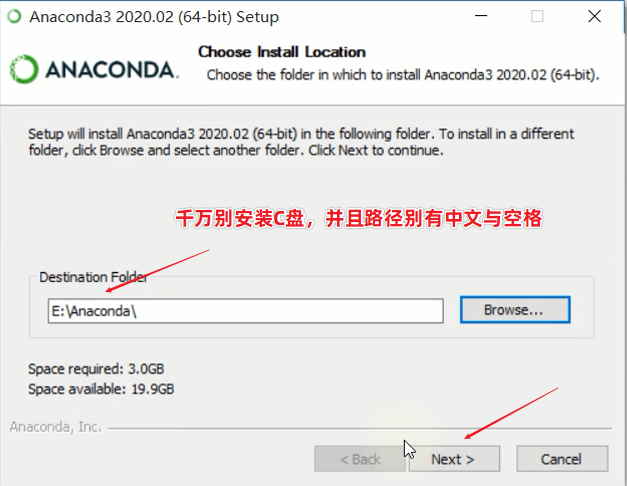 Anaconda3 2020.02 (64-bit) Setup
Choose Install Location
ANACONDA.
Choose the folder in which to install Anaconda3 2020.02 (64-bit).
Setup will install Anaconda3 2020.02 (64-bit) in the following folder. To install in a different
folder, click Browse and select another folder. Click Next to continue.
千万别安装C盘，并且路径别有中文与空格
Destination Folder
E:\Anaconda\
Browse...
Space required: 3.0GB
Space available: 19.9GB
Anaconda, Inc.
< Back
Next >
Cancel